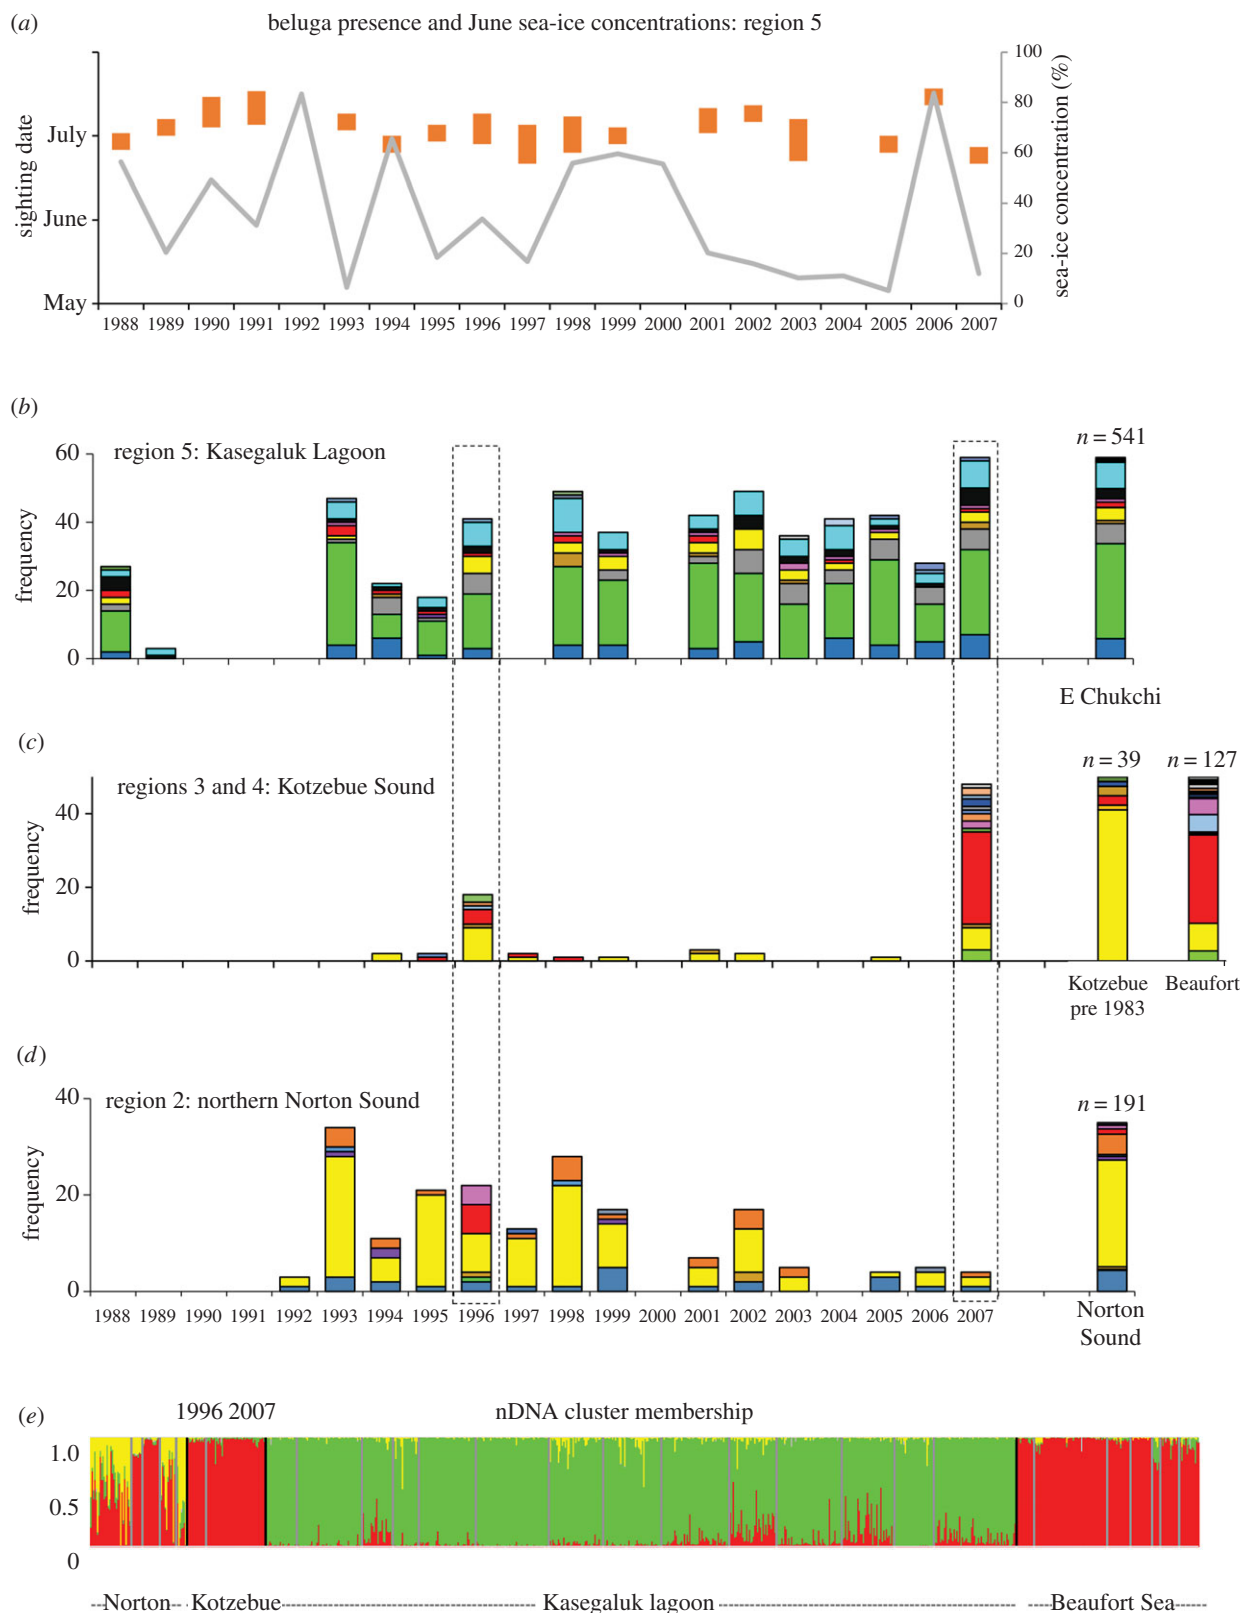 (a)
beluga presence and June sea-ice concentrations: region 5
sighting date
July
June
May
100
80
60
40
20
0
sea-ice concentration (%)
1988 1989 1990 1991 1992 1993 1994 1995 1996 1997 1998 1999 2000 2001 2002 2003 2004 2005 2006 2007
(b)
region 5: Kasegaluk Lagoon
n = 541
frequency
60
40
20
0
E Chukchi
(c)
regions 3 and 4: Kotzebue Sound
n = 39 n = 127
frequency
40
20
0
Kotzebue pre 1983
Beaufort
(d)
region 2: northern Norton Sound
n = 191
frequency
40
20
0
1988 1989 1990 1991 1992 1993 1994 1995 1996 1997 1998 1999 2000 2001 2002 2003 2004 2005 2006 2007
Norton Sound
(e)
1996 2007
nDNA cluster membership
1.0
0.5
0
Norton Kotzebue Kasegaluk lagoon Beaufort Sea